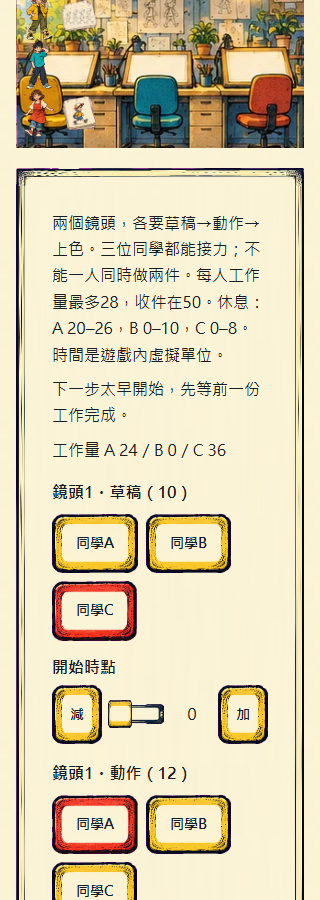 兩個鏡頭，各要草稿→動作→
上色。三位同學都能接力；不
能一人同時做兩件。每人工作
量最多28，收件在50。休息：
A 20–26，B 0–10，C 0–8。
時間是遊戲內虛擬單位。
下一步太早開始，先等前一份
工作完成。
工作量 A 24 / B 0 / C 36
鏡頭1・草稿（10）
同學A 同學B
同學C
開始時點
減 0 加
鏡頭1・動作（12）
同學A 同學B
同學C